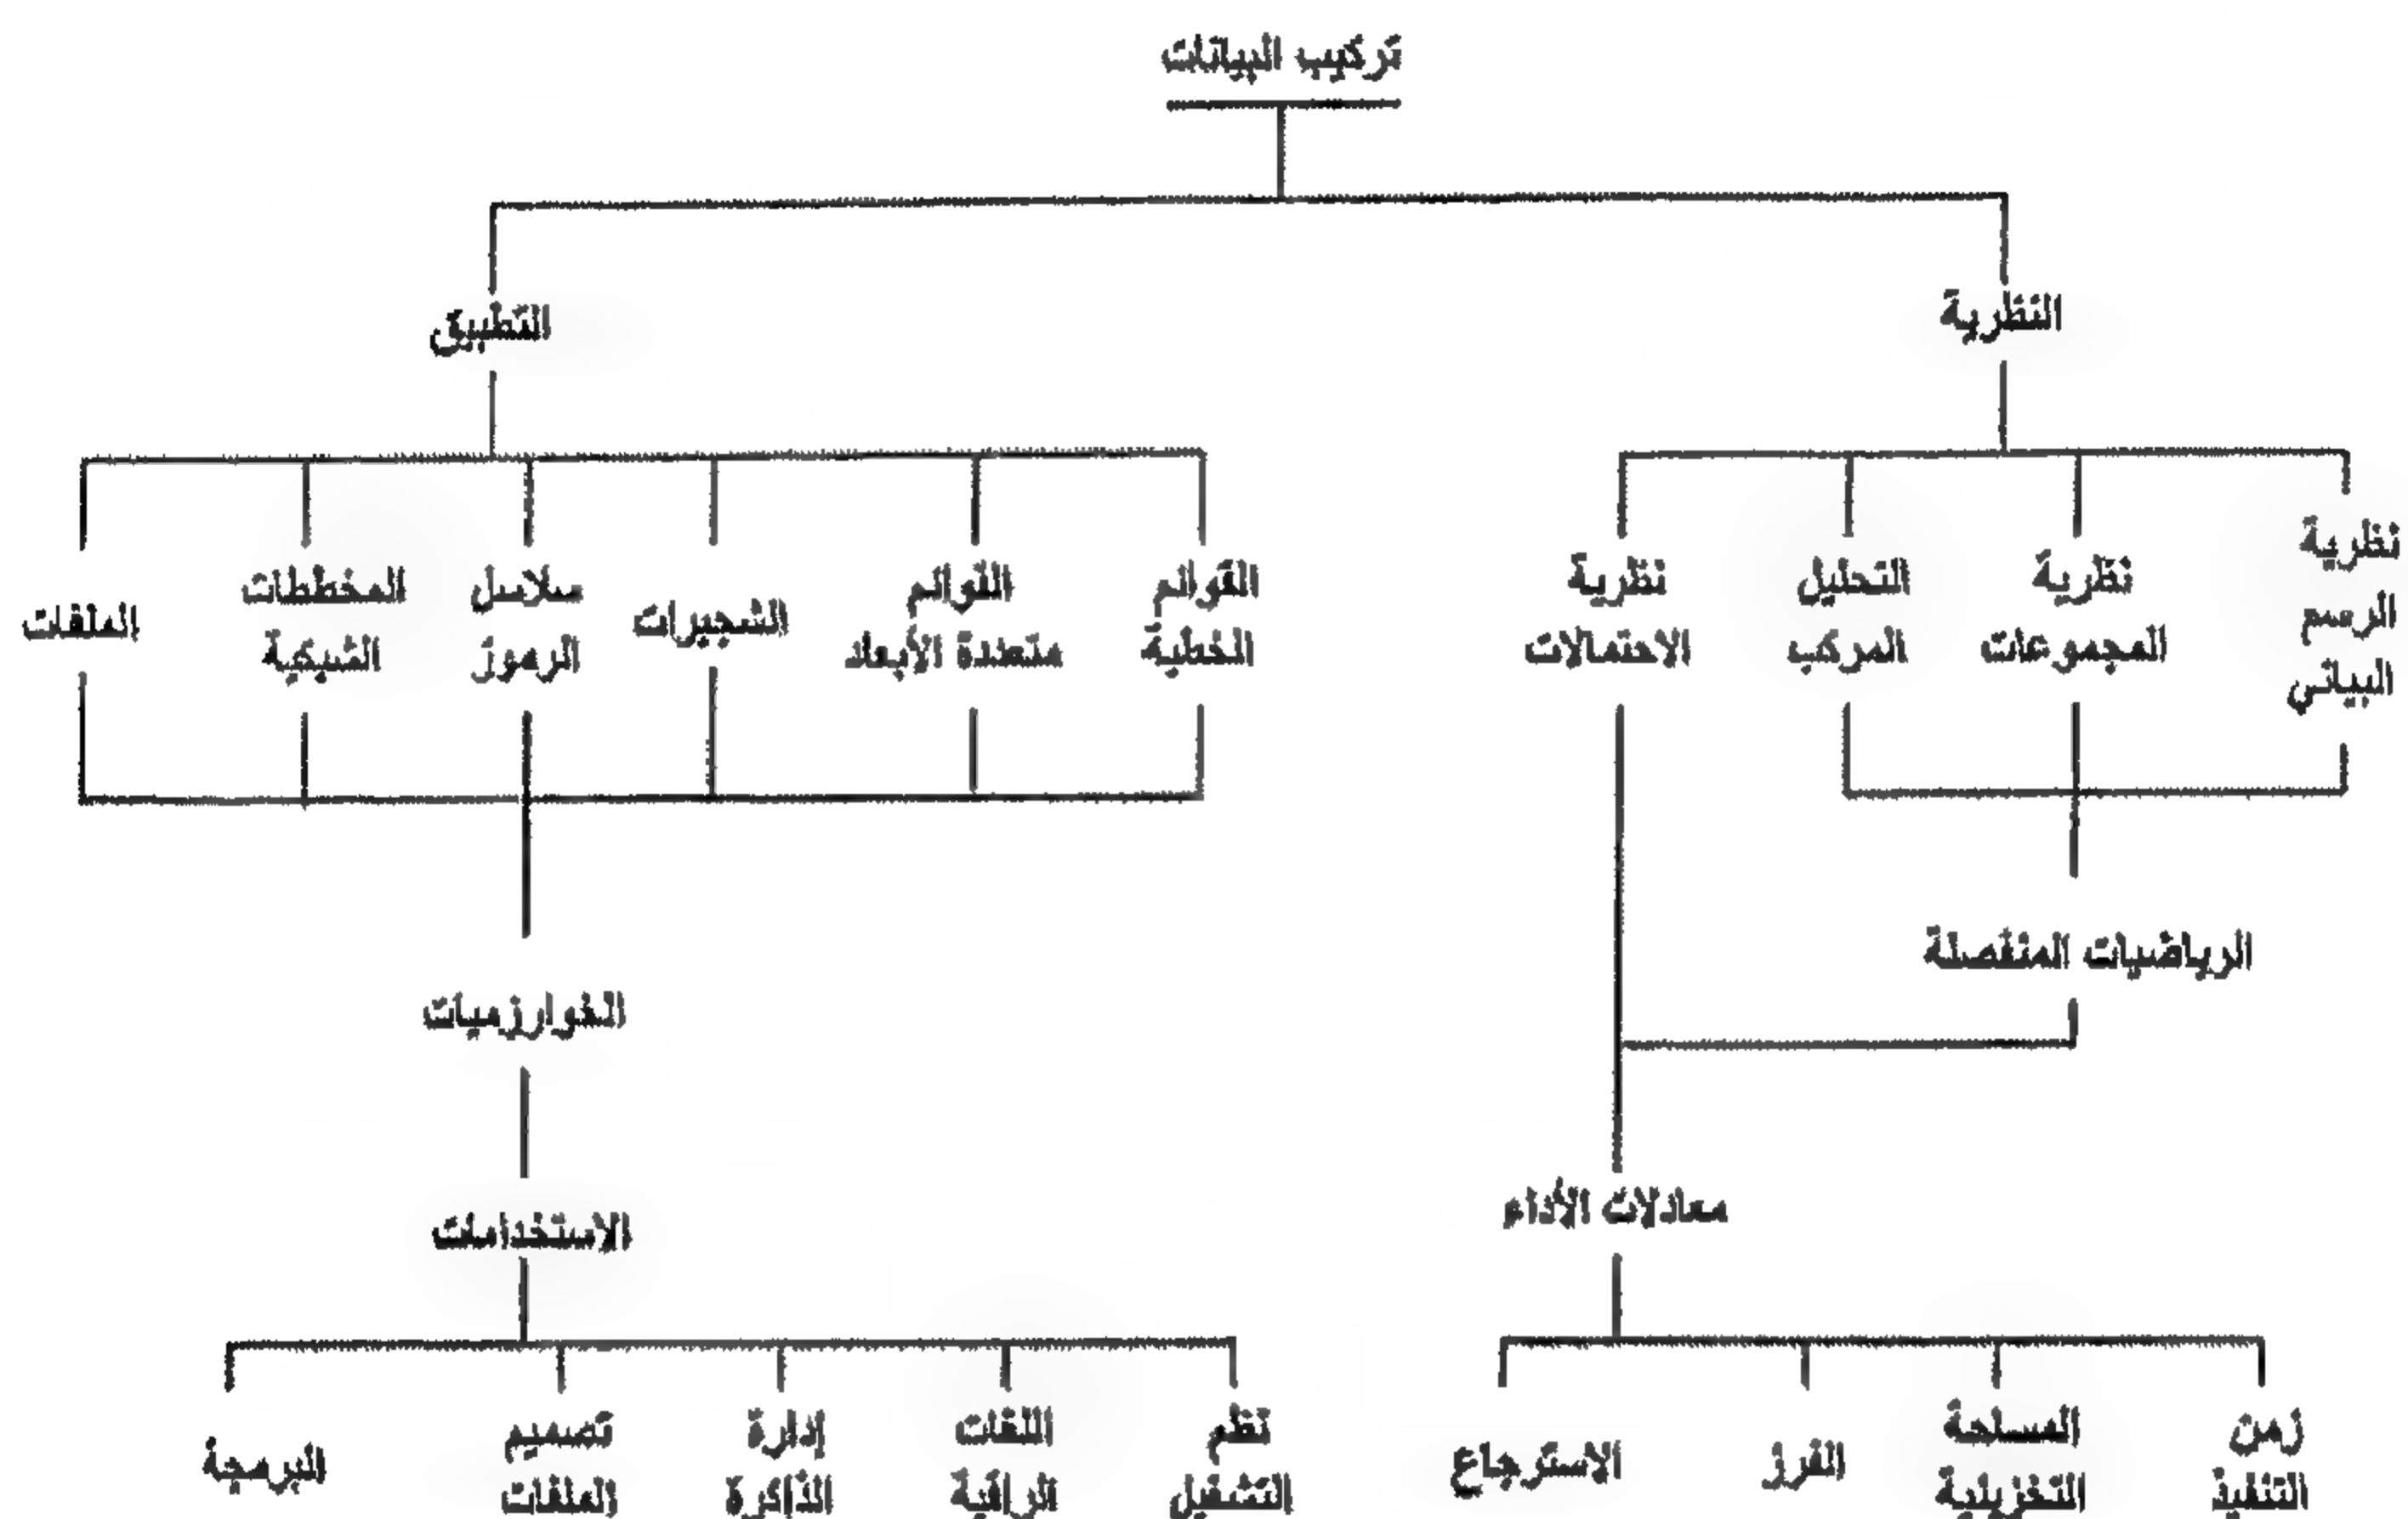 تركيب البيانات
النظرية
التطبيق
نظرية
الرسم
البياني
نظرية
المجموعات
التحليل
المركب
نظرية
الاحتمالات
القوائم
الخطية
القوائم
متعددة الأبعاد
الشجيرات
سلاسل
الرموز
المخططات
الشبكية
الملفات
الرياضيات المنفصلة
الخوارزميات
معادلات الأداء
الاستخدامات
زمن
التنفيذ
المساحة
التخزينية
الفرز
الاسترجاع
نظم
التشغيل
اللغات
الراقية
إدارة
الذاكرة
تصميم
الملفات
البرمجة